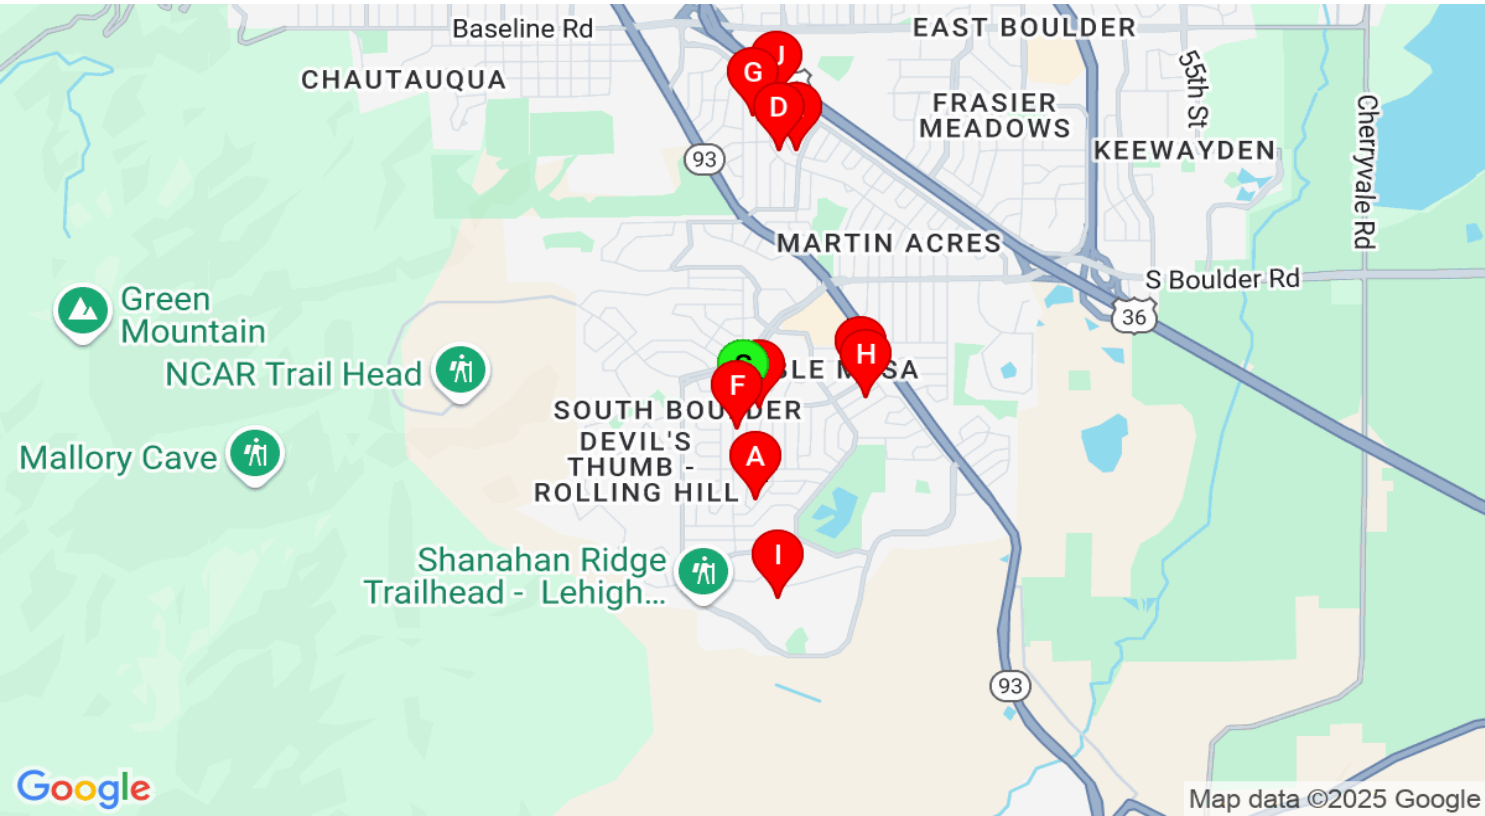 Baseline Rd
EAST BOULDER
CHAUTAUQUA
J
G
D
55th St
FRASIER
MEADOWS
Cherryvale Rd
KEEWAYDEN
93
MARTIN ACRES
S Boulder Rd
Green
Mountain
36
NCAR Trail Head
H
F
SOUTH BOULDER
DEVIL'S
THUMB -
ROLLING HILL
A
Mallory Cave
Shanahan Ridge
Trailhead - Lehigh...
I
93
Google
Map data ©2025 Google